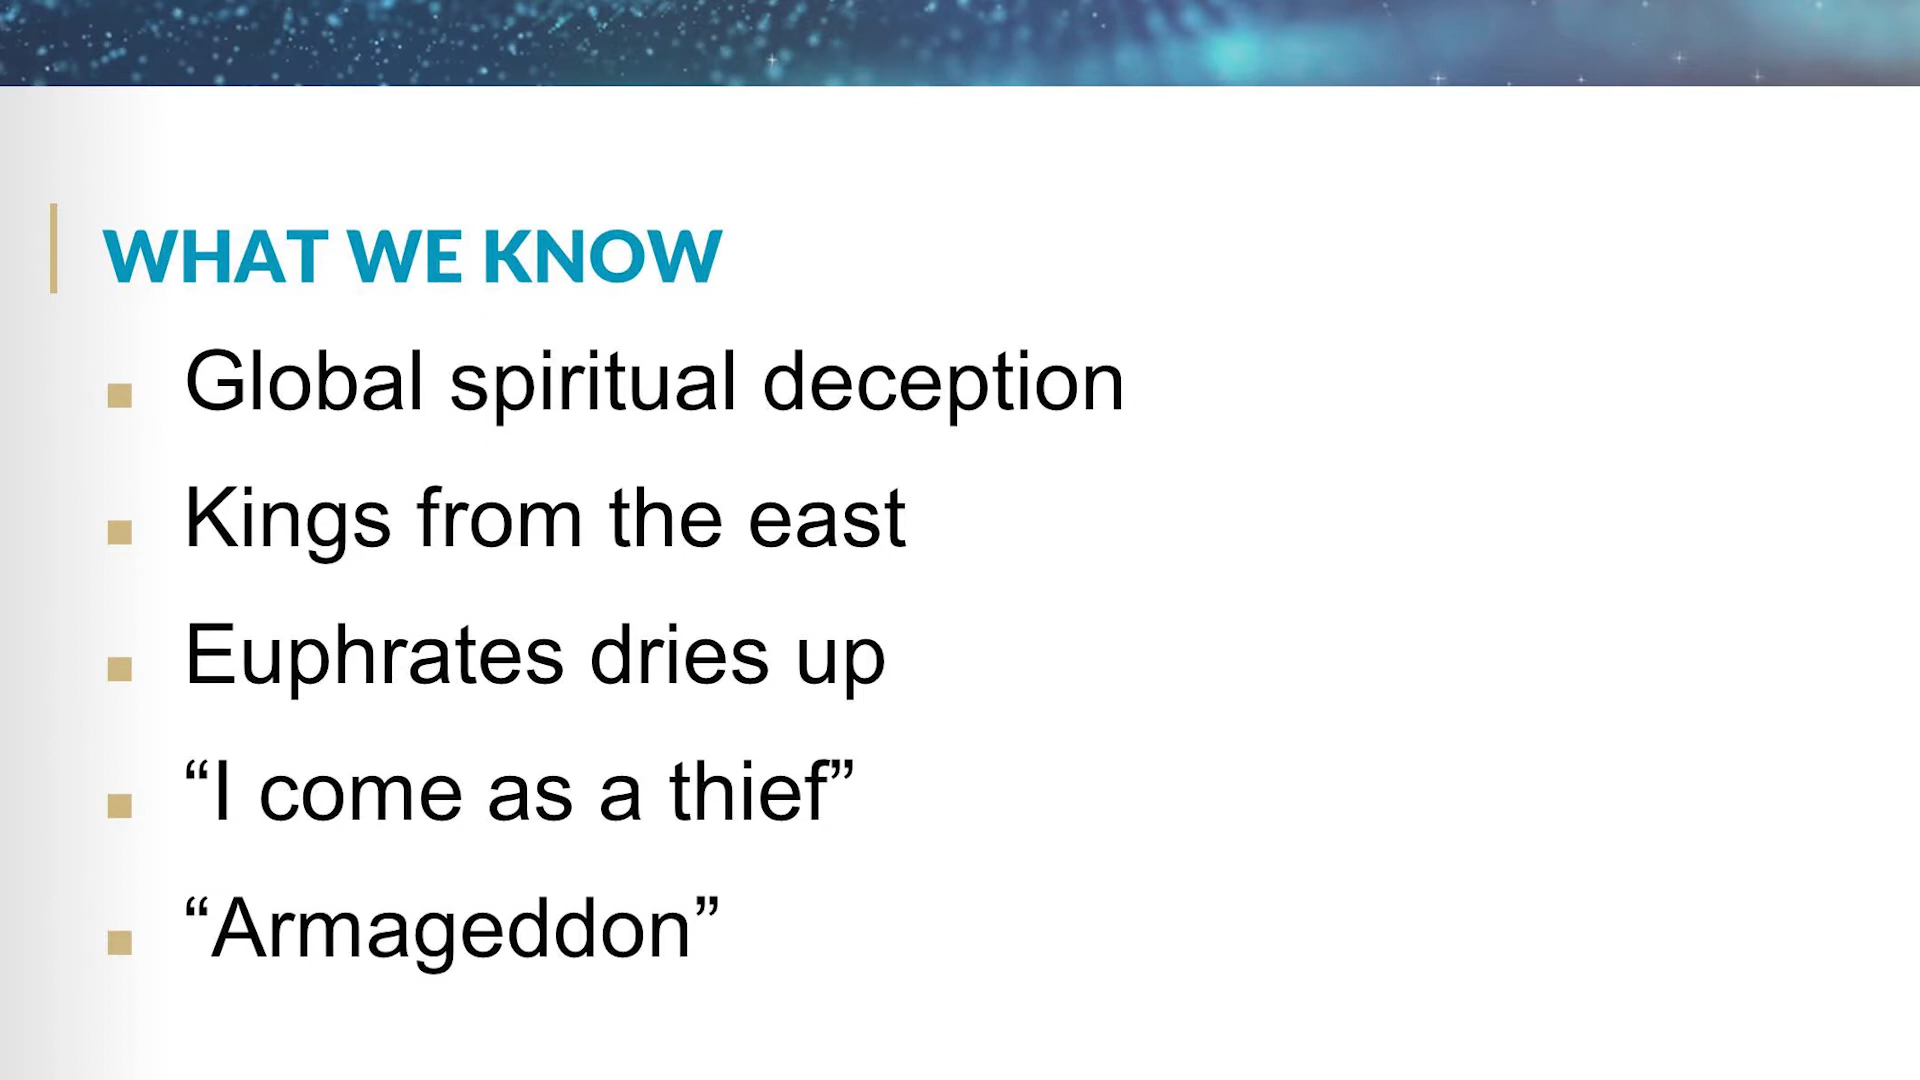 WHAT WE KNOW
Global spiritual deception
Kings from the east
Euphrates dries up
“I come as a thief”
“Armageddon”